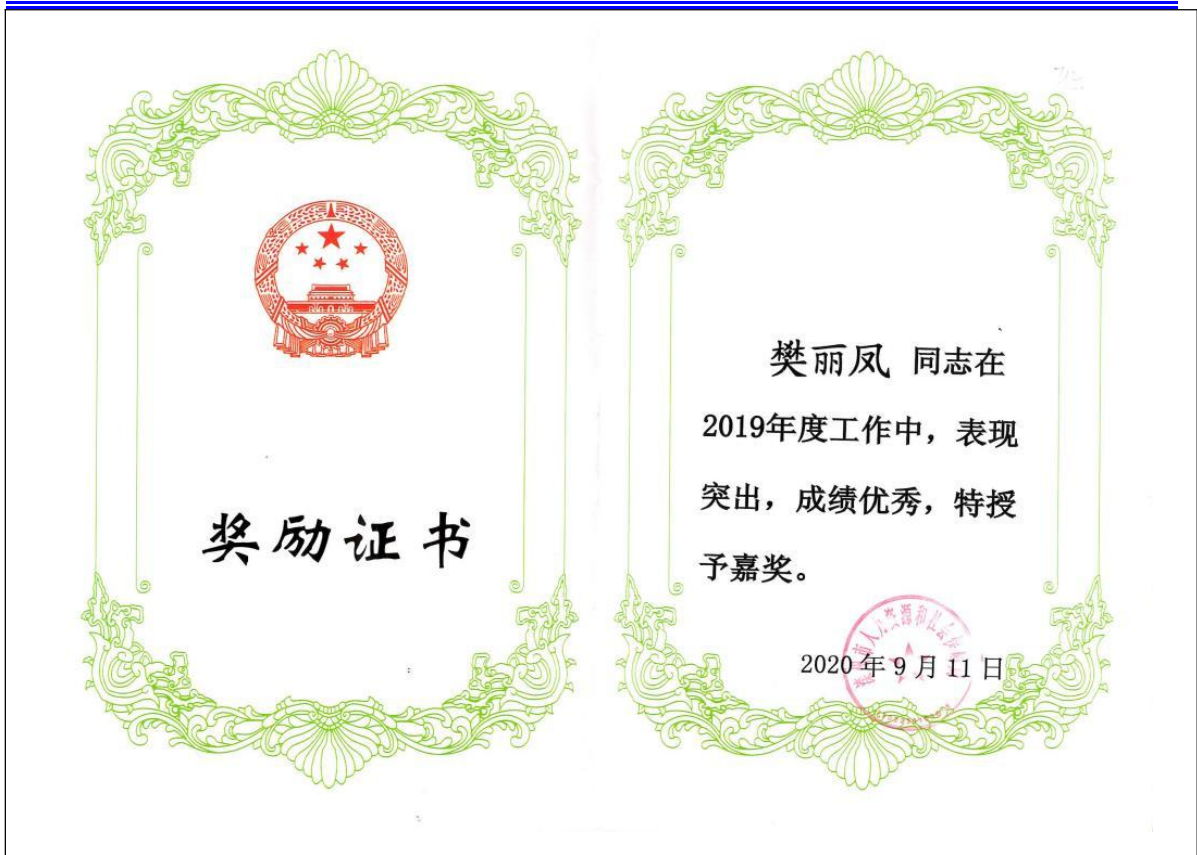 奖励证书
樊丽凤 同志在
2019年度工作中，表现
突出，成绩优秀，特授
予嘉奖。
2020年9月11日